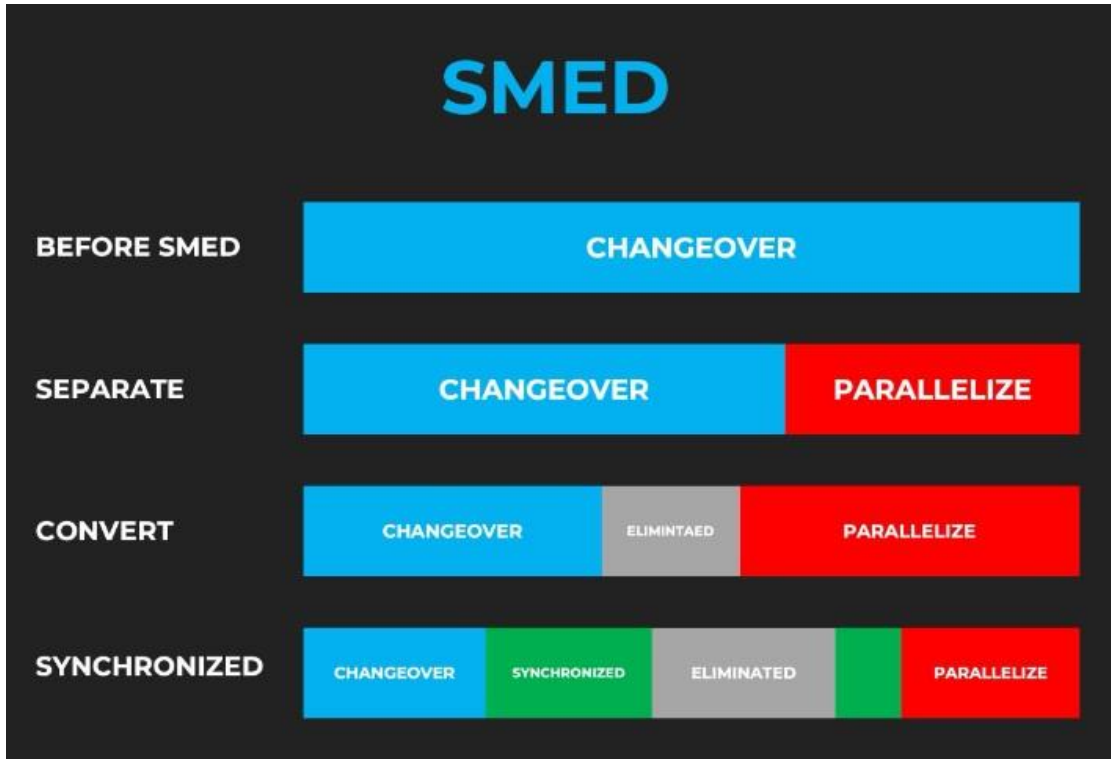 SMED
BEFORE SMED
CHANGEOVER
SEPARATE
CHANGEOVER
PARALLELIZE
CONVERT
CHANGEOVER
ELIMINTAED
PARALLELIZE
SYNCHRONIZED
CHANGEOVER
SYNCHRONIZED
ELIMINATED
PARALLELIZE